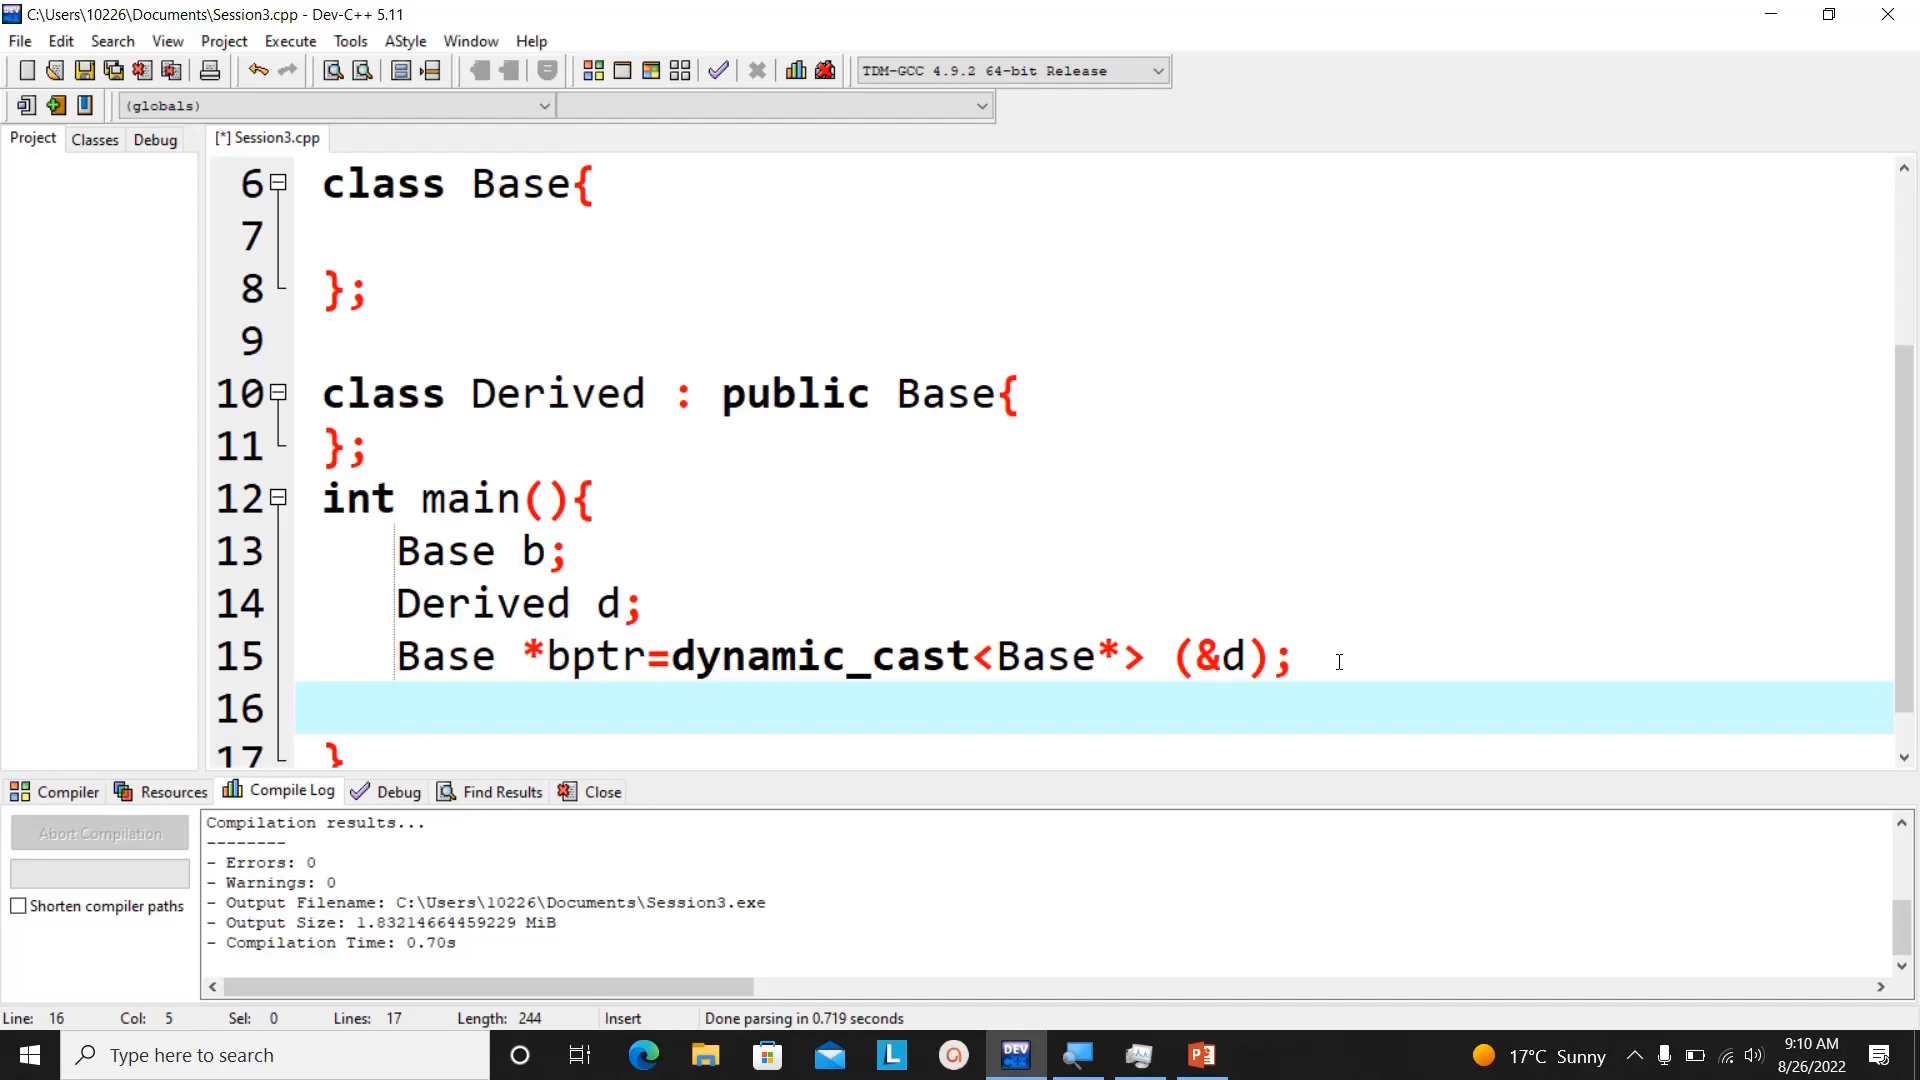 C:\Users\10226\Documents\Session3.cpp - Dev-C++ 5.11
File Edit Search View Project Execute Tools AStyle Window Help
TDM-GCC 4.9.2 64-bit Release
(globals)
Project Classes Debug [*] Session3.cpp
6 class Base{
7
8 };
9
10 class Derived : public Base{
11 };
12 int main(){
13 Base b;
14 Derived d;
15 Base *bptr=dynamic_cast<Base*> (&d);
16
17 }
Compiler Resources Compile Log Debug Find Results Close
Abort Compilation
Shorten compiler paths
Compilation results...
--------
- Errors: 0
- Warnings: 0
- Output Filename: C:\Users\10226\Documents\Session3.exe
- Output Size: 1.83214664459229 MiB
- Compilation Time: 0.70s
Line: 16 Col: 5 Sel: 0 Lines: 17 Length: 244 Insert Done parsing in 0.719 seconds
Type here to search
DEV
17°C Sunny
9:10 AM
8/26/2022